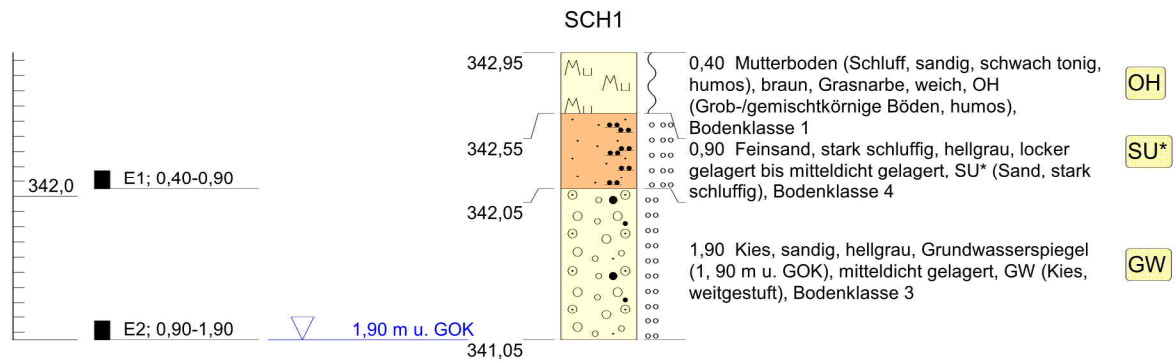 SCH1
342,95
0,40 Mutterboden (Schluff, sandig, schwach tonig,
humos), braun, Grasnarbe, weich, OH
(Grob-/gemischtkörnige Böden, humos),
Bodenklasse 1
OH
342,55
0,90 Feinsand, stark schluffig, hellgrau, locker
gelagert bis mitteldicht gelagert, SU* (Sand, stark
schluffig), Bodenklasse 4
SU*
342,0
E1; 0,40-0,90
342,05
1,90 Kies, sandig, hellgrau, Grundwasserspiegel
(1, 90 m u. GOK), mitteldicht gelagert, GW (Kies,
weitgestuft), Bodenklasse 3
GW
E2; 0,90-1,90
1,90 m u. GOK
341,05